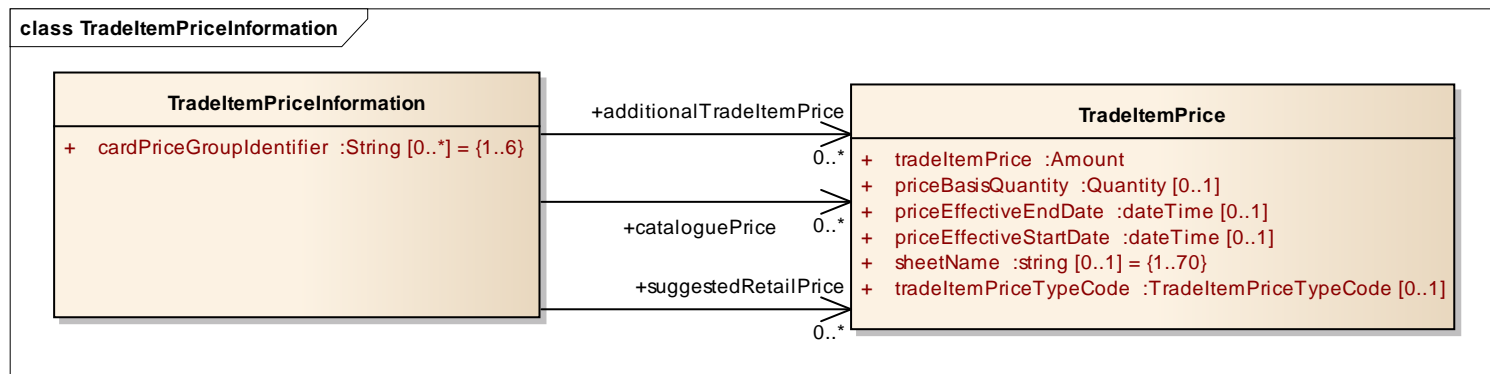 class TradeItemPriceInformation
TradeItemPriceInformation
+ cardPriceGroupIdentifier :String [0..*] = {1..6}
+additionalTradeItemPrice
0..*
+cataloguePrice
0..*
+suggestedRetailPrice
0..*
TradeItemPrice
+ tradeItemPrice :Amount
+ priceBasisQuantity :Quantity [0..1]
+ priceEffectiveEndDate :dateTime [0..1]
+ priceEffectiveStartDate :dateTime [0..1]
+ sheetName :string [0..1] = {1..70}
+ tradeItemPriceTypeCode :TradeItemPriceTypeCode [0..1]